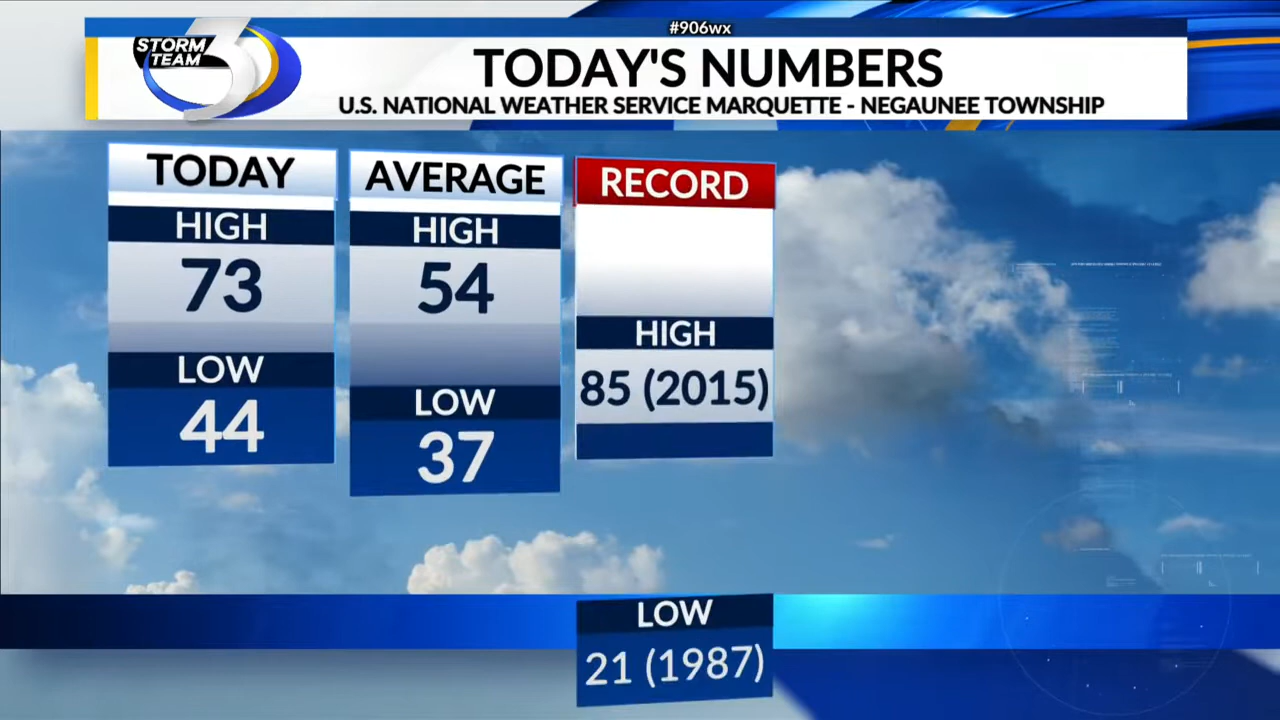 #906wx
STORM
TEAM
3
TODAY'S NUMBERS
U.S. NATIONAL WEATHER SERVICE MARQUETTE - NEGAUNEE TOWNSHIP
TODAY
HIGH
73
LOW
44
AVERAGE
HIGH
54
LOW
37
RECORD
HIGH
85 (2015)
LOW
21 (1987)